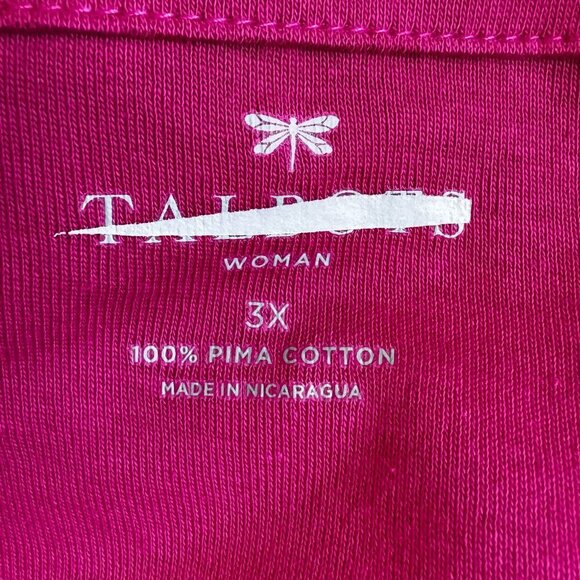 TALBOTS
WOMAN
3X
100% PIMA COTTON
MADE IN NICARAGUA